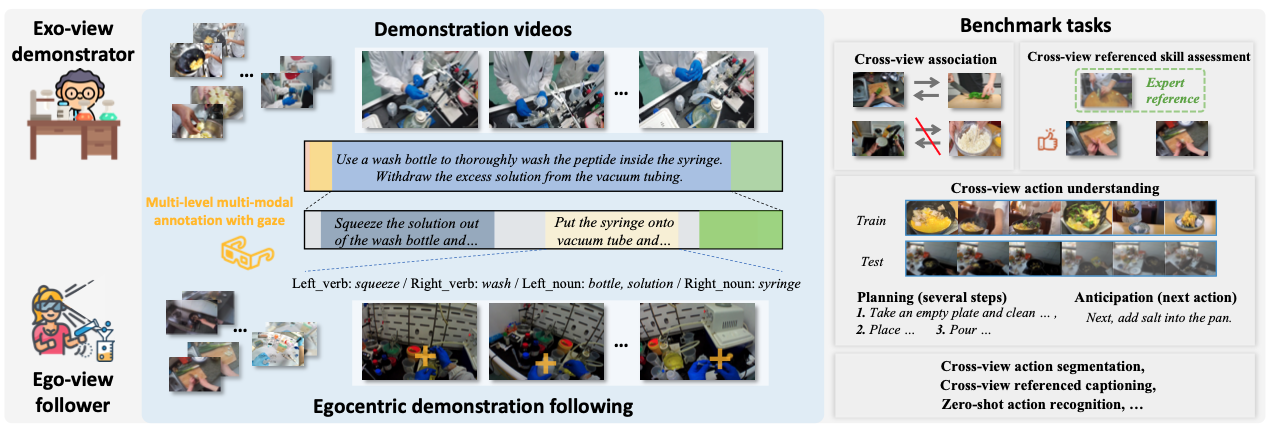 Exo-view
demonstrator
Demonstration videos
...
...
Use a wash bottle to thoroughly wash the peptide inside the syringe.
Withdraw the excess solution from the vacuum tubing.
Multi-level multi-modal
annotation with gaze
Squeeze the solution out
of the wash bottle and…
Put the syringe onto
vacuum tube and…
Left_verb: squeeze / Right_verb: wash / Left_noun: bottle, solution / Right_noun: syringe
...
...
Ego-view
follower
Egocentric demonstration following
Benchmark tasks
Cross-view association
Cross-view referenced skill assessment
Expert
reference
Cross-view action understanding
Train
Test
Planning (several steps)
1. Take an empty plate and clean … ,
2. Place … 3. Pour …
Anticipation (next action)
Next, add salt into the pan.
Cross-view action segmentation,
Cross-view referenced captioning,
Zero-shot action recognition, …